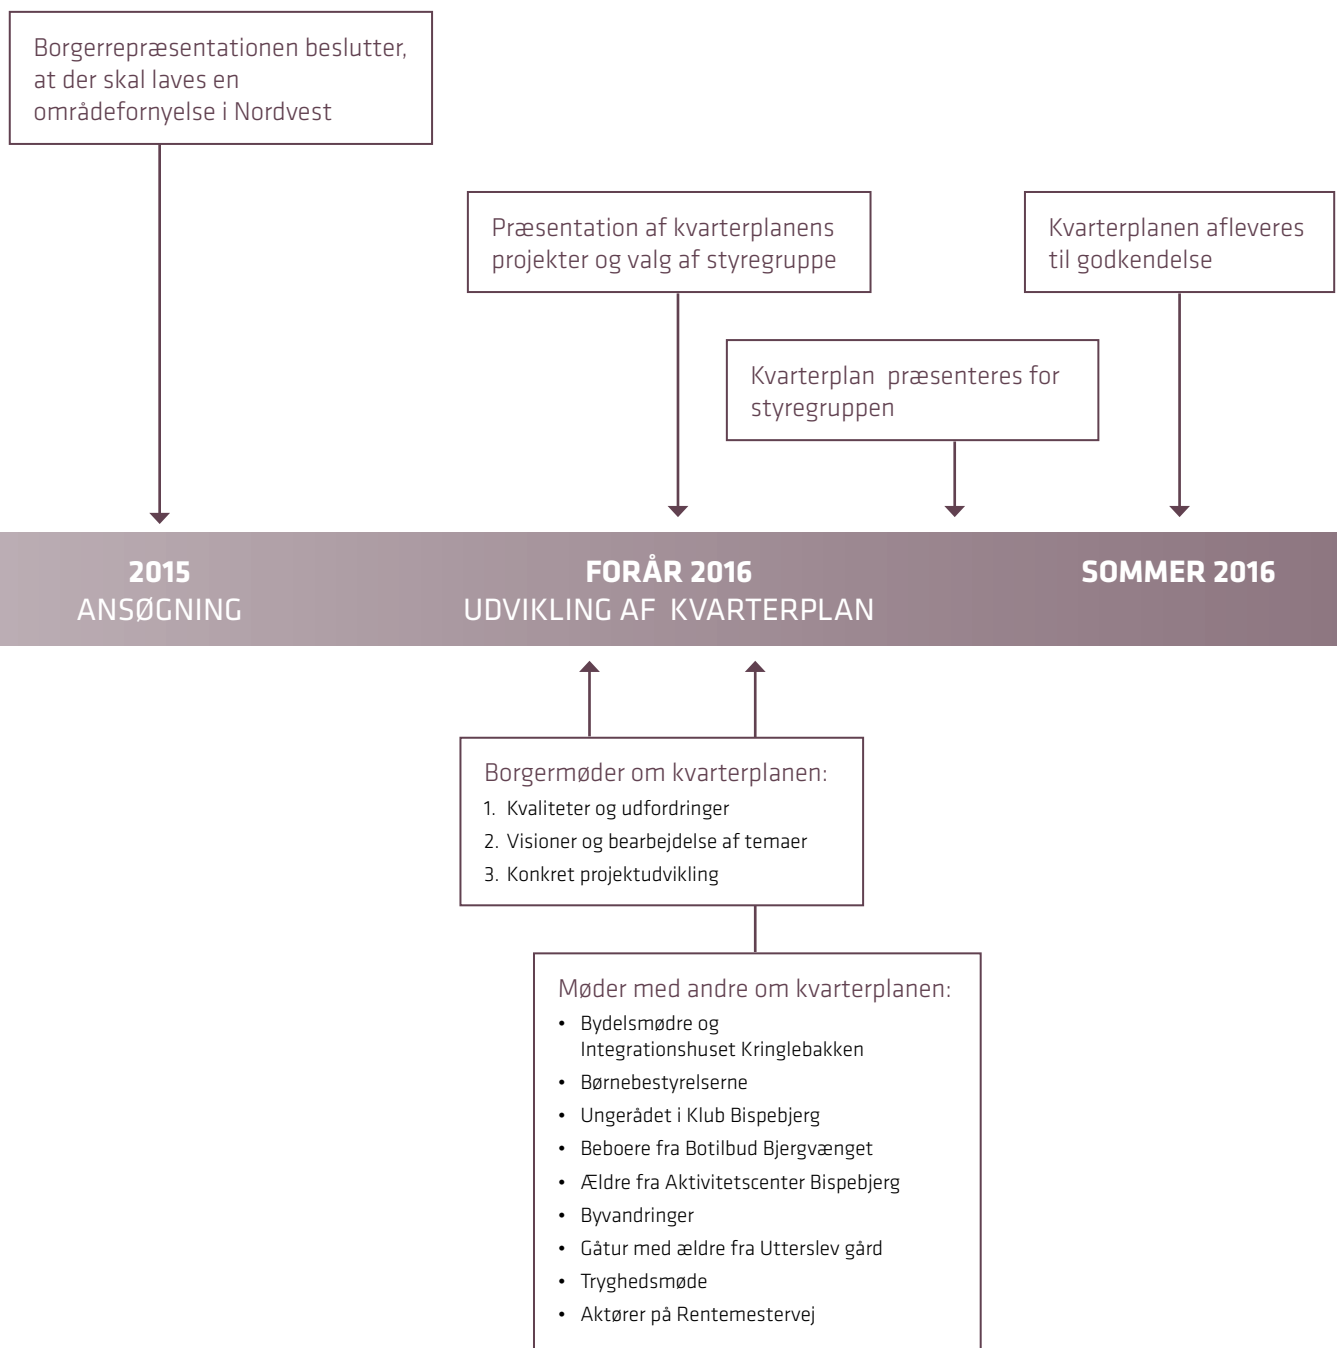 Borgerrepræsentationen beslutter,
at der skal laves en
områdefornyelse i Nordvest
Præsentation af kvarterplanens
projekter og valg af styregruppe
Kvarterplanen afleveres
til godkendelse
Kvarterplan præsenteres for
styregruppen
2015
ANSØGNING
FORÅR 2016
UDVIKLING AF KVARTERPLAN
SOMMER 2016
Borgermøder om kvarterplanen:
1. Kvaliteter og udfordringer
2. Visioner og bearbejdelse af temaer
3. Konkret projektudvikling
Møder med andre om kvarterplanen:
• Bydelsmødre og
Integrationshuset Kringlebakken
• Børnebestyrelserne
• Ungerådet i Klub Bispebjerg
• Beboere fra Botilbud Bjergvænget
• Ældre fra Aktivitetscenter Bispebjerg
• Byvandringer
• Gåtur med ældre fra Utterslev gård
• Tryghedsmøde
• Aktører på Rentemestervej